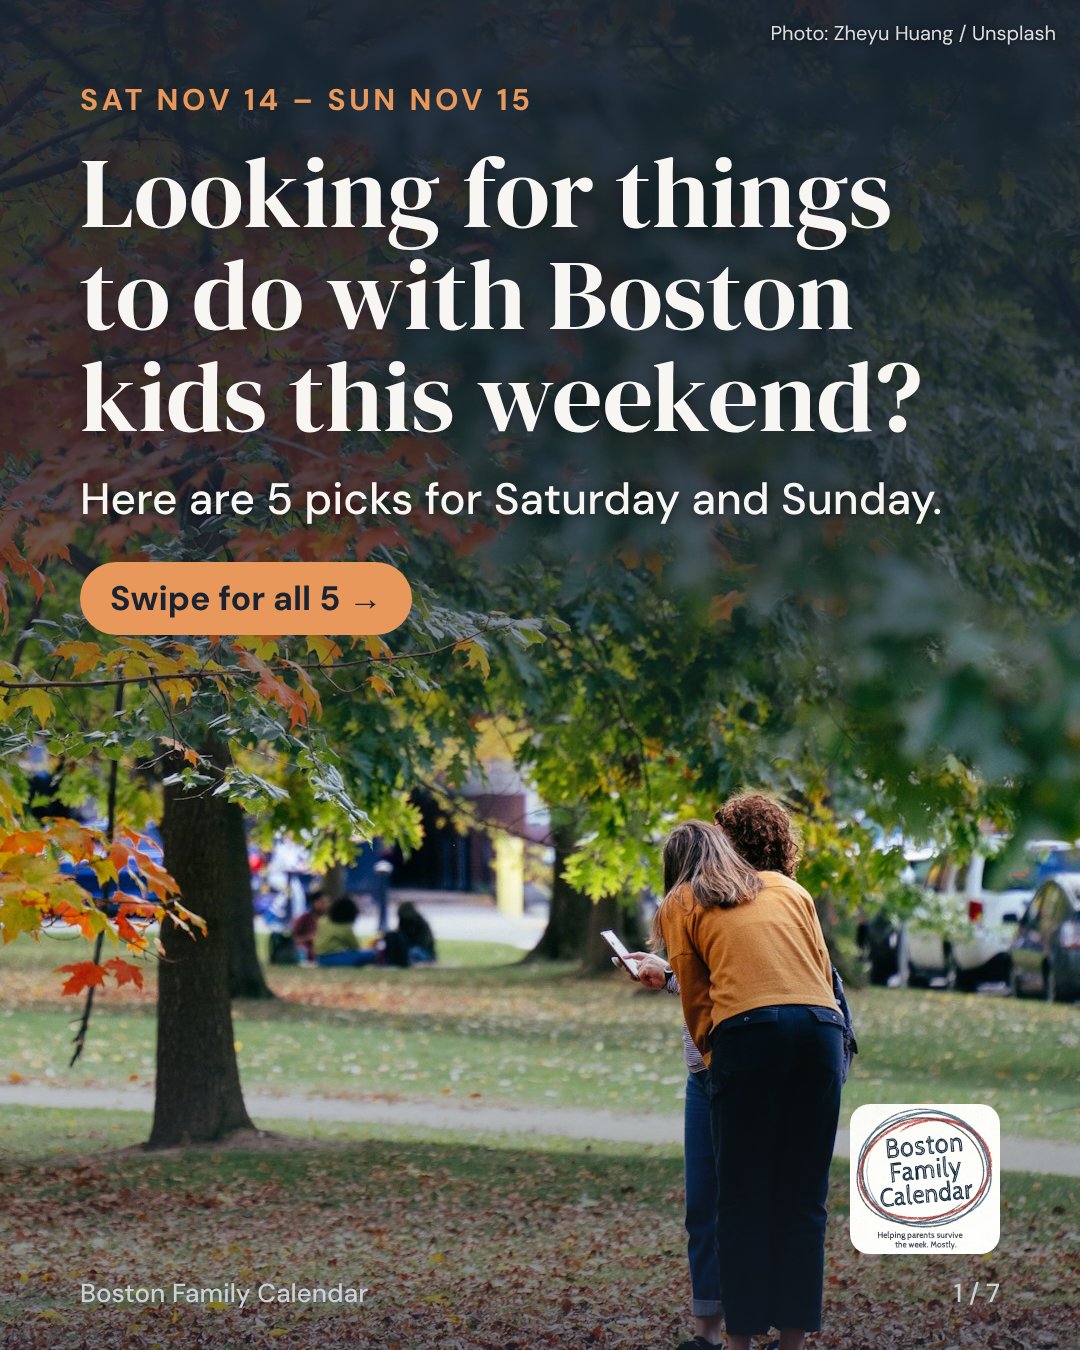 Photo: Zheyu Huang / Unsplash
SAT NOV 14 – SUN NOV 15
Looking for things
to do with Boston
kids this weekend?
Here are 5 picks for Saturday and Sunday.
Swipe for all 5 →
Boston
Family
Calendar
Helping parents survive
the week. Mostly.
Boston Family Calendar
1 / 7